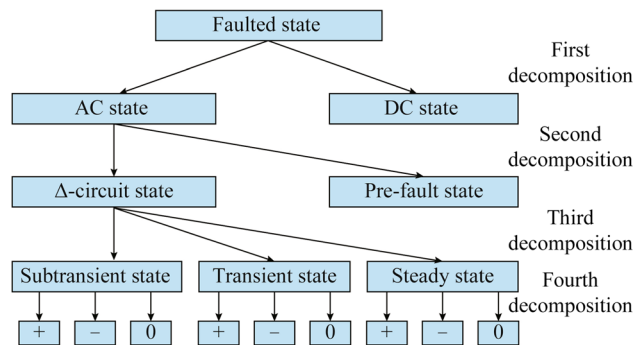 Faulted state
First
decomposition
AC state
DC state
Second
decomposition
Δ-circuit state
Pre-fault state
Third
decomposition
Subtransient state
Transient state
Steady state
Fourth
decomposition
+
−
0
+
−
0
+
−
0